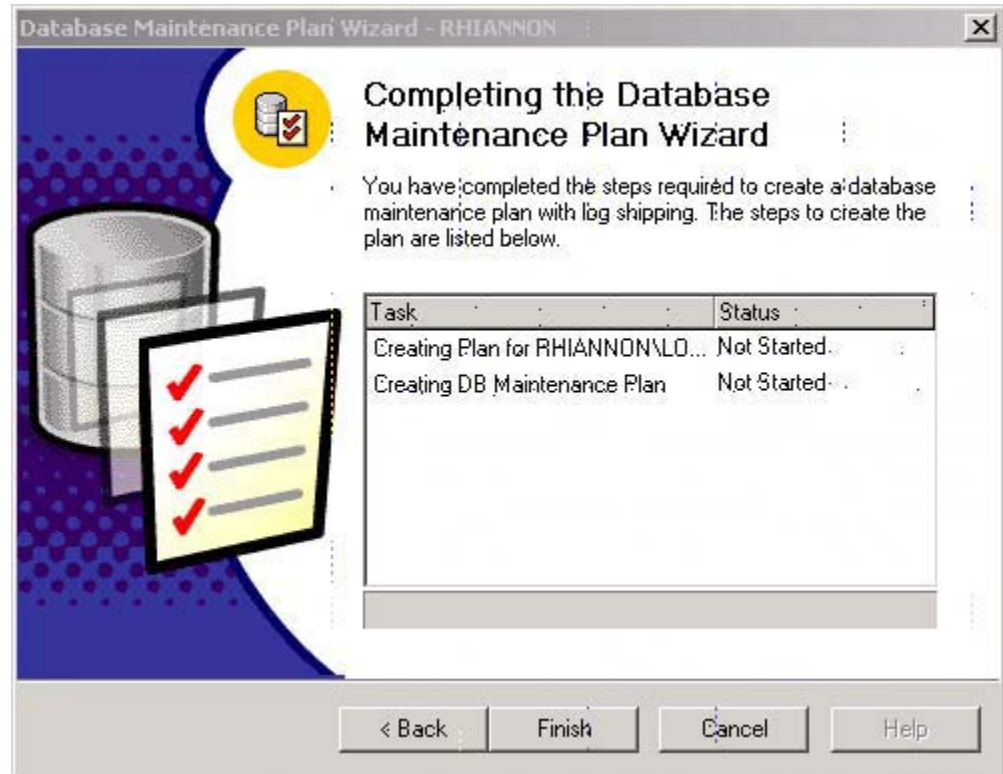 Database Maintenance Plan Wizard - RHIANNON
Completing the Database
Maintenance Plan Wizard
You have completed the steps required to create a database
maintenance plan with log shipping. The steps to create the
plan are listed below.
Task Status
Creating Plan for RHIANNON\LO... Not Started
Creating DB Maintenance Plan Not Started
< Back Finish Cancel Help